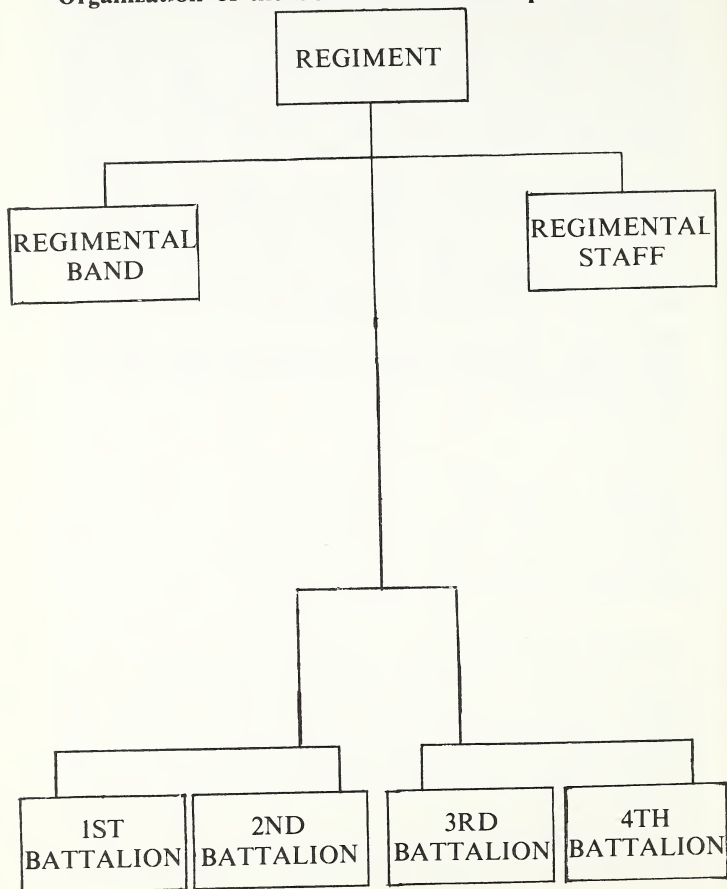 Organization of the
REGIMENT
REGIMENTAL
BAND
REGIMENTAL
STAFF
1ST
BATTALION
2ND
BATTALION
3RD
BATTALION
4TH
BATTALION